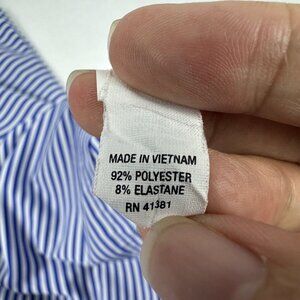 MADE IN VIETNAM
92% POLYESTER
8% ELASTANE
RN 41381